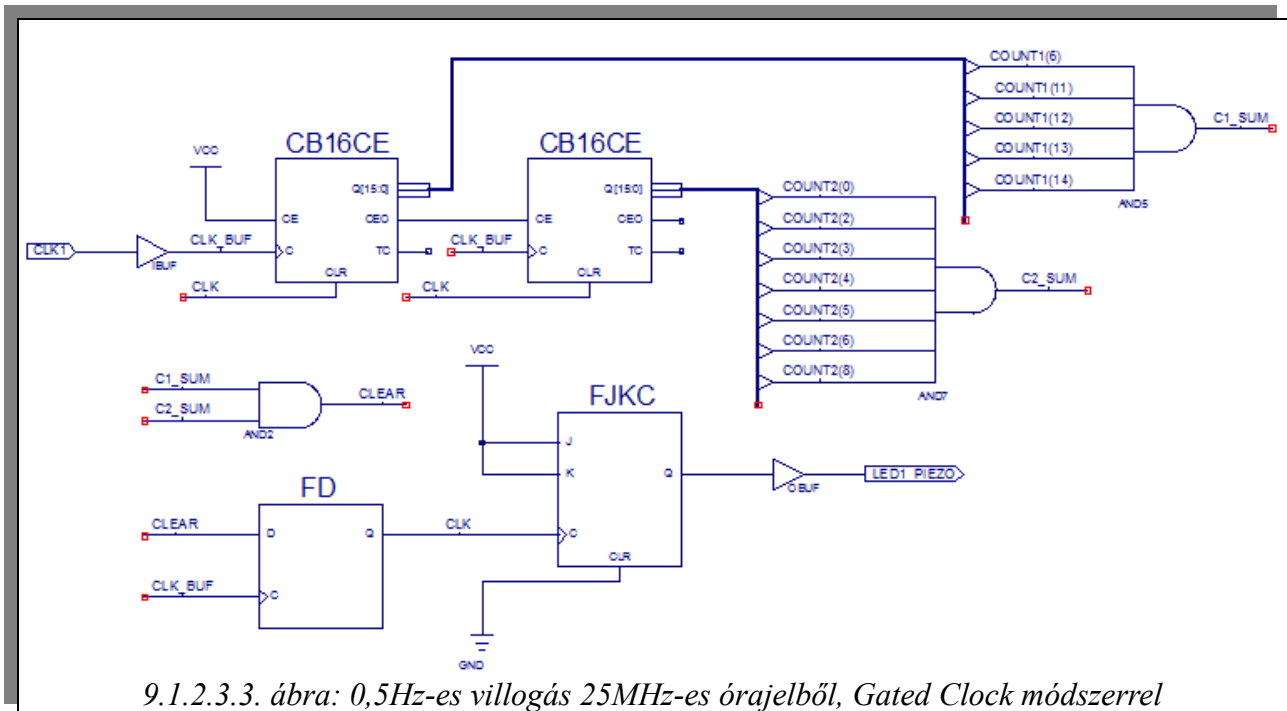 COUNT1(6)
COUNT1(11)
COUNT1(12)
COUNT1(13)
COUNT1(14)
AND5
C1_SUM
VCC
CB16CE
Q[15:0]
CE
CEO
C
TC
CLR
CLK1
IBUF
CLK_BUF
CLK
CB16CE
Q[15:0]
CE
CEO
CLK_BUF
C
TC
CLR
CLK
COUNT2(0)
COUNT2(2)
COUNT2(3)
COUNT2(4)
COUNT2(5)
COUNT2(6)
COUNT2(8)
AND7
C2_SUM
C1_SUM
C2_SUM
AND2
CLEAR
VCC
FJKC
J
K
Q
C
CLR
GND
OBUF
LED1_PIEZO
FD
CLEAR
D
Q
CLK
CLK_BUF
C
9.1.2.3.3. ábra: 0,5Hz-es villogás 25MHz-es órajelből, Gated Clock módszerrel